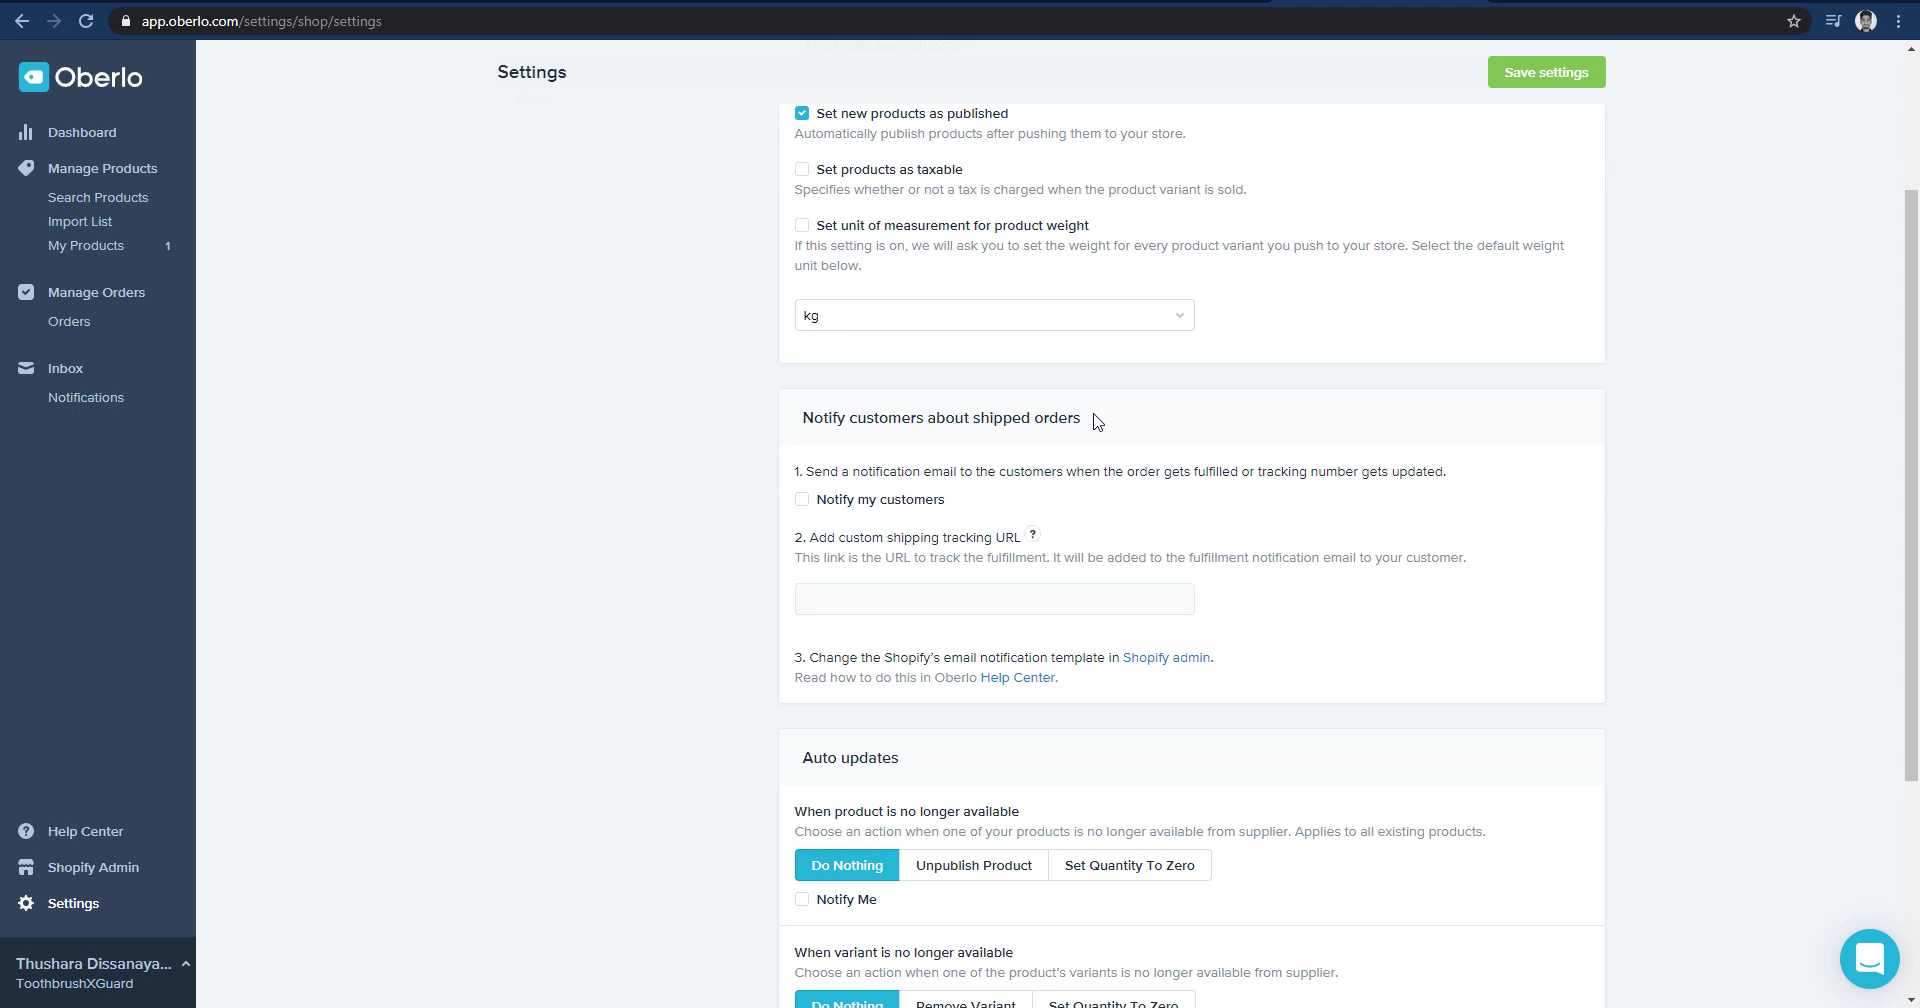 app.oberlo.com/settings/shop/settings
Oberlo
Dashboard
Manage Products
Search Products
Import List
My Products 1
Manage Orders
Orders
Inbox
Notifications
Help Center
Shopify Admin
Settings
Thushara Dissanaya...
ToothbrushXGuard
Settings
Save settings
Set new products as published
Automatically publish products after pushing them to your store.
Set products as taxable
Specifies whether or not a tax is charged when the product variant is sold.
Set unit of measurement for product weight
If this setting is on, we will ask you to set the weight for every product variant you push to your store. Select the default weight
unit below.
kg
Notify customers about shipped orders
1. Send a notification email to the customers when the order gets fulfilled or tracking number gets updated.
Notify my customers
2. Add custom shipping tracking URL ?
This link is the URL to track the fulfillment. It will be added to the fulfillment notification email to your customer.
3. Change the Shopify's email notification template in Shopify admin.
Read how to do this in Oberlo Help Center.
Auto updates
When product is no longer available
Choose an action when one of your products is no longer available from supplier. Applies to all existing products.
Do Nothing Unpublish Product Set Quantity To Zero
Notify Me
When variant is no longer available
Choose an action when one of the product's variants is no longer available from supplier.
Do Nothing Remove Variant Set Quantity To Zero